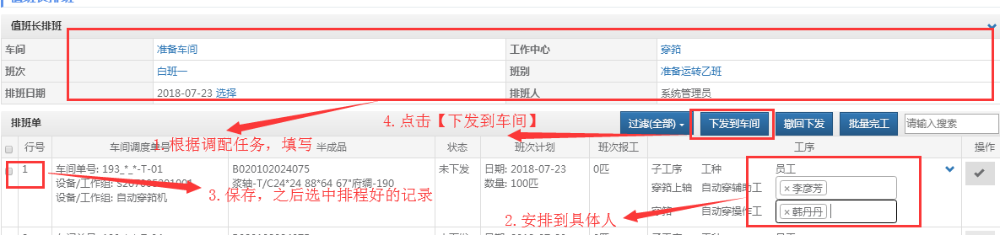 值班长排班
值班长排班
车间 准备车间 工作中心 穿筘
班次 白班一 班别 准备运转乙班
排班日期 2018-07-23 选择 排班人 系统管理员
4.点击【下发到车间】
排班单 过滤(全部) 下发到车间 撤回下发 批量完工 请输入搜索
1.根据调配任务，填写
行号 车间调度单号 半成品 状态 班次计划 班次报工 工序 操作
1 车间单号: 193_*_*-T-01 B020102024075 未下发 日期: 2018-07-23 0匹 子工序 工种 员工
设备/工作组: 浆轴-T/C24*24 88*64 67"府绸-190 数量: 100匹 穿筘上轴 自动穿辅助工 × 李彦芳
设备/工作组: 自动穿筘机 穿筘 自动穿操作工 × 韩丹丹
3.保存，之后选中排程好的记录
2.安排到具体人